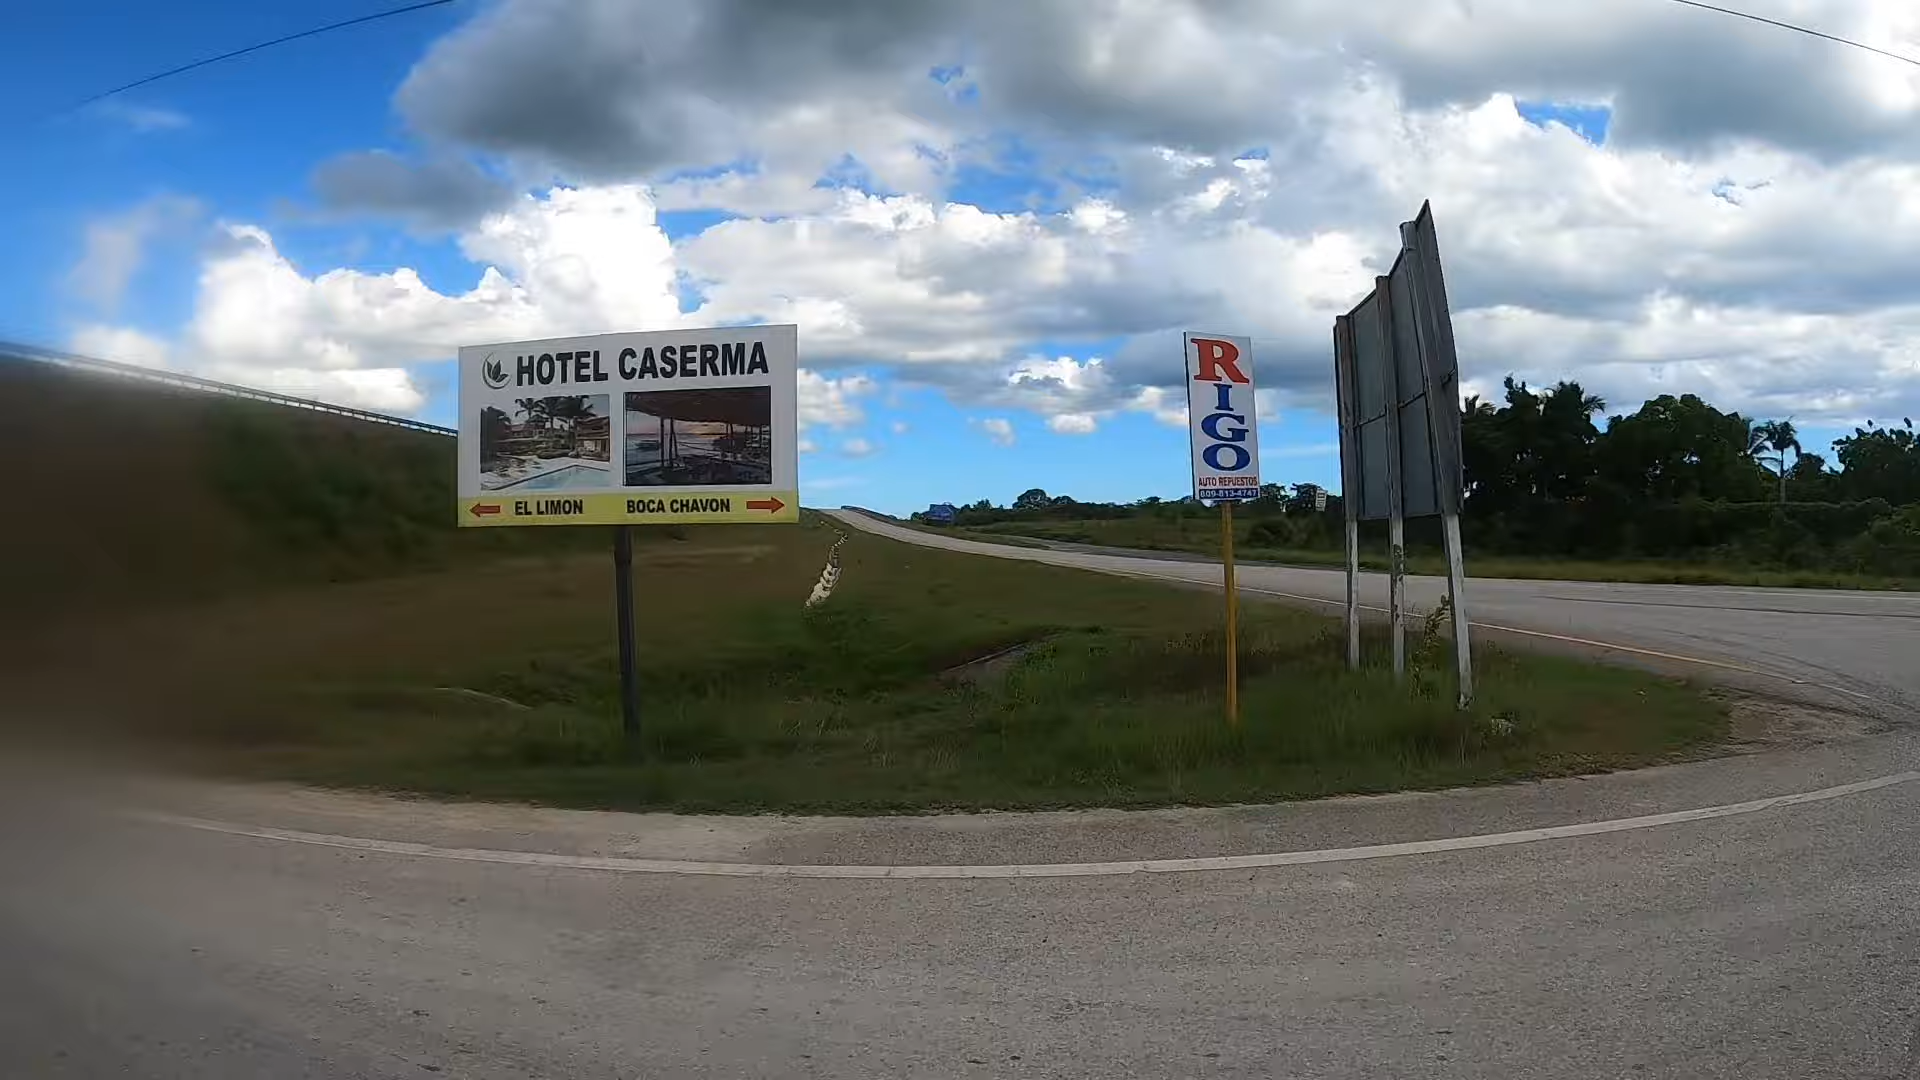 HOTEL CASERMA
EL LIMON
BOCA CHAVON
RIGO
AUTO REPUESTOS
809-813-4747